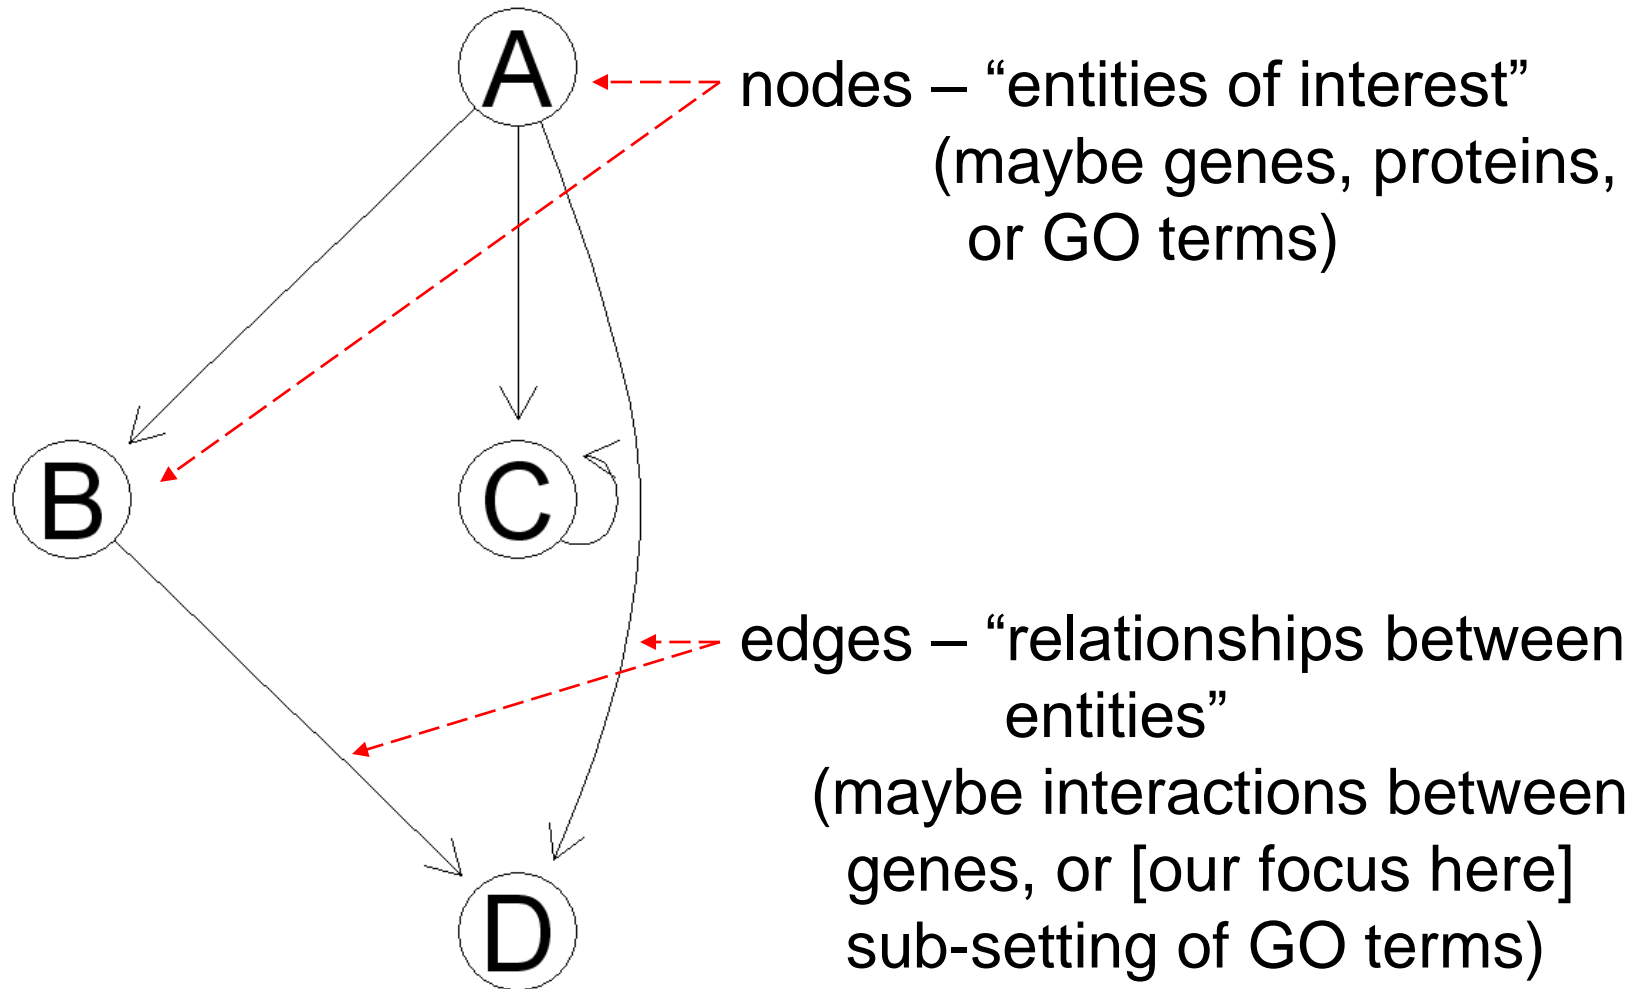 A
nodes – “entities of interest”
(maybe genes, proteins,
or GO terms)
B
C
edges – “relationships between
entities”
(maybe interactions between
genes, or [our focus here]
sub-setting of GO terms)
D